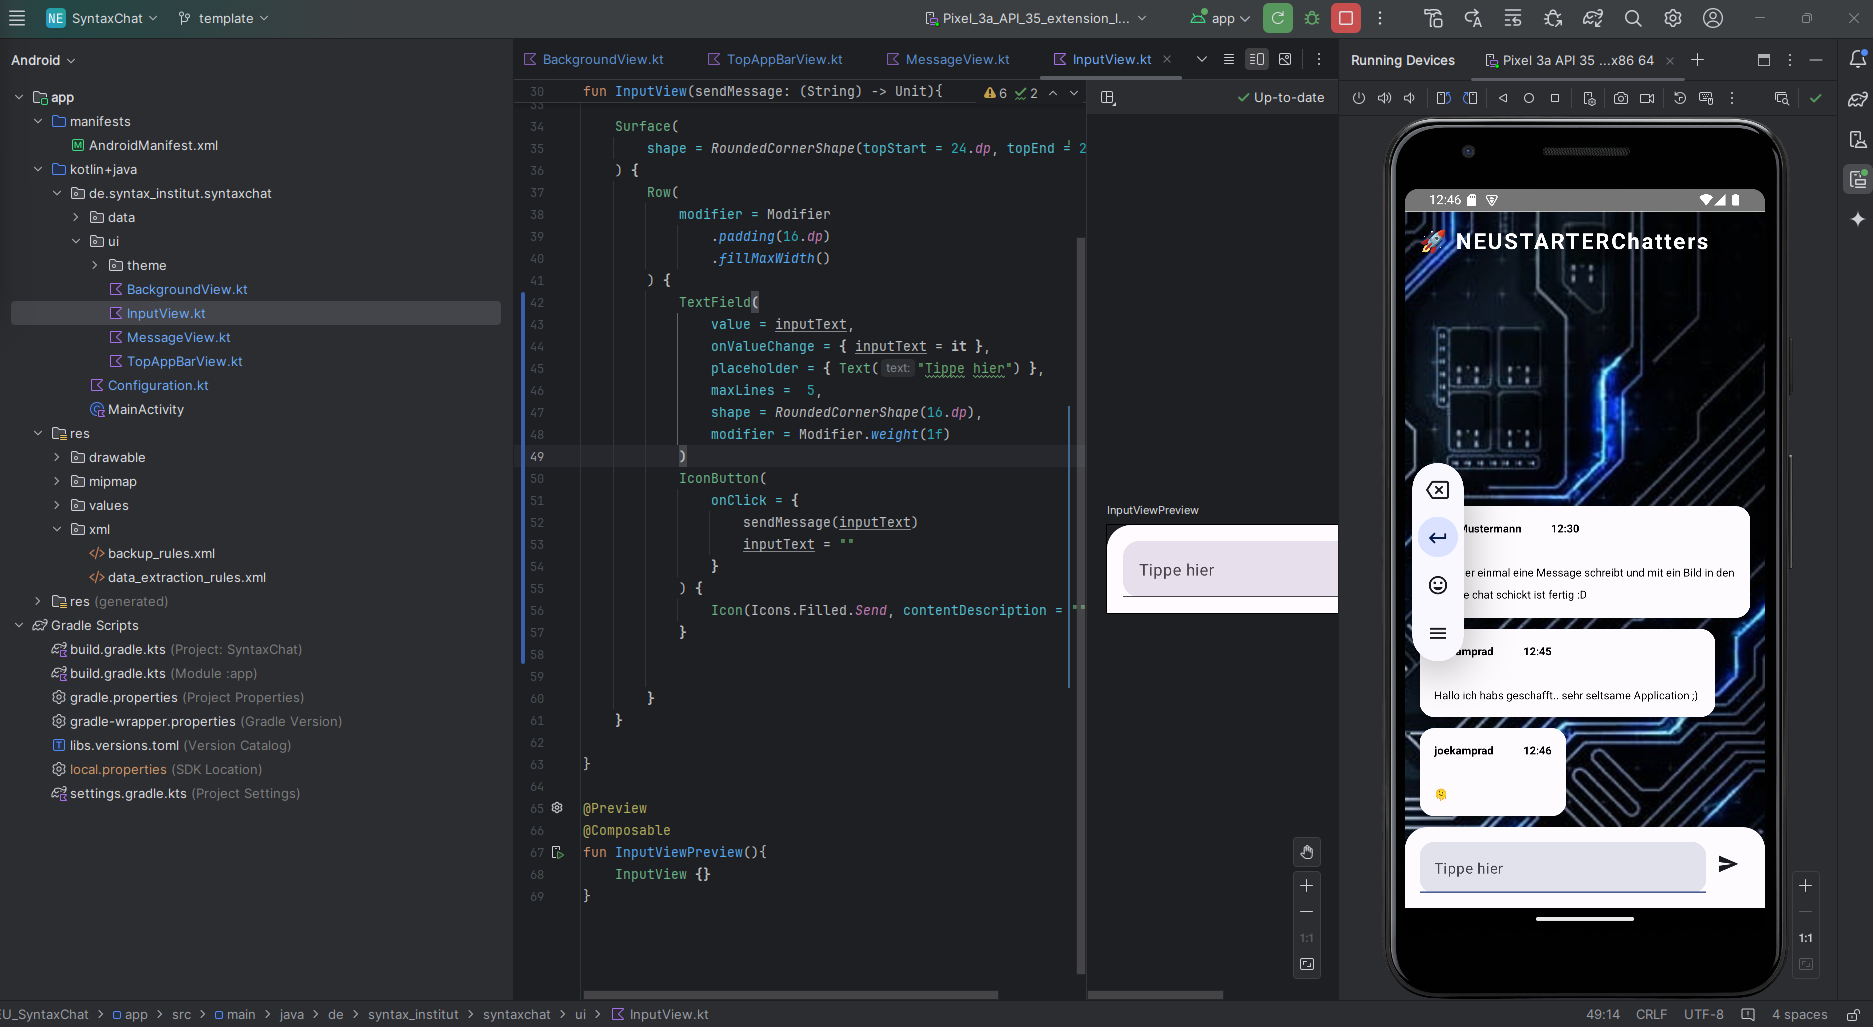 NE SyntaxChat
template
Pixel_3a_API_35_extension_l...
app
Android
app
manifests
AndroidManifest.xml
kotlin+java
de.syntax_institut.syntaxchat
data
ui
theme
BackgroundView.kt
InputView.kt
MessageView.kt
TopAppBarView.kt
Configuration.kt
MainActivity
res
drawable
mipmap
values
xml
backup_rules.xml
data_extraction_rules.xml
res (generated)
Gradle Scripts
build.gradle.kts (Project: SyntaxChat)
build.gradle.kts (Module :app)
gradle.properties (Project Properties)
gradle-wrapper.properties (Gradle Version)
libs.versions.toml (Version Catalog)
local.properties (SDK Location)
settings.gradle.kts (Project Settings)
BackgroundView.kt
TopAppBarView.kt
MessageView.kt
InputView.kt
30 fun InputView(sendMessage: (String) -> Unit){
6 2
33
34 Surface(
35 shape = RoundedCornerShape(topStart = 24.dp, topEnd = 2
36 ) {
37 Row(
38 modifier = Modifier
39 .padding(16.dp)
40 .fillMaxWidth()
41 ) {
42 TextField(
43 value = inputText,
44 onValueChange = { inputText = it },
45 placeholder = { Text( text: "Tippe hier") },
46 maxLines =  5,
47 shape = RoundedCornerShape(16.dp),
48 modifier = Modifier.weight(1f)
49 )
50 IconButton(
51 onClick = {
52 sendMessage(inputText)
53 inputText = ""
54 }
55 ) {
56 Icon(Icons.Filled.Send, contentDescription = ""
57 }
58
59
60 }
61 }
62
63 }
64
65 @Preview
66 @Composable
67 fun InputViewPreview(){
68 InputView {}
69 }
Up-to-date
InputViewPreview
Tippe hier
1:1
Running Devices
Pixel 3a API 35 ...x86 64
12:46
🚀 NEUSTARTERChatters
Mustermann 12:30
er einmal eine Message schreibt und mit ein Bild in den
e chat schickt ist fertig :D
amprad 12:45
Hallo ich habs geschafft.. sehr seltsame Application ;)
joekamprad 12:46
🫠
Tippe hier
1:1
EU_SyntaxChat > app > src > main > java > de > syntax_institut > syntaxchat > ui > InputView.kt
49:14 CRLF UTF-8 4 spaces